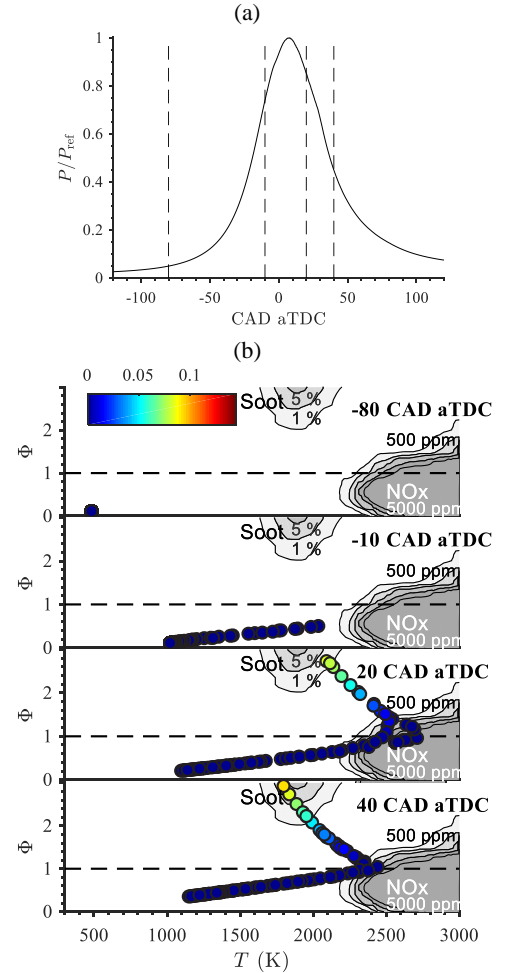 (a)
1
0.8
0.6
0.4
0.2
0
P/P_ref
-100 -50 0 50 100
CAD aTDC
(b)
0 0.05 0.1
Soot 5 %
1 %
-80 CAD aTDC
500 ppm
NOx
5000 ppm
2
1
0
Φ
Soot 5 %
1 %
-10 CAD aTDC
500 ppm
NOx
5000 ppm
2
1
0
Φ
Soot 5 %
1 %
20 CAD aTDC
500 ppm
NOx
5000 ppm
2
1
0
Φ
Soot
40 CAD aTDC
500 ppm
NOx
5000 ppm
2
1
0
Φ
500 1000 1500 2000 2500 3000
T (K)